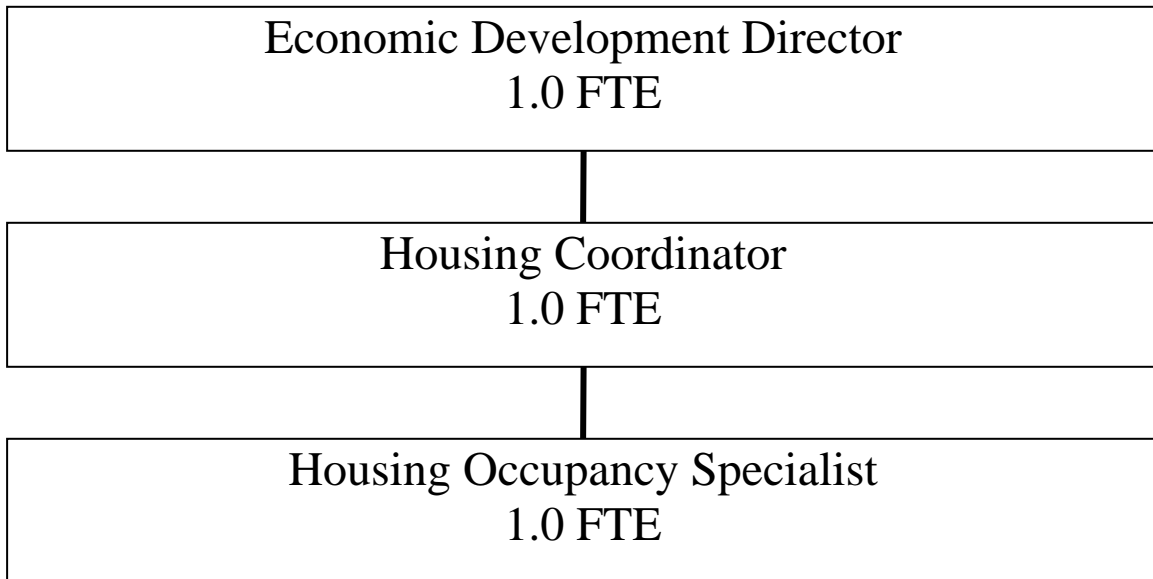 Economic Development Director
1.0 FTE
Housing Coordinator
1.0 FTE
Housing Occupancy Specialist
1.0 FTE